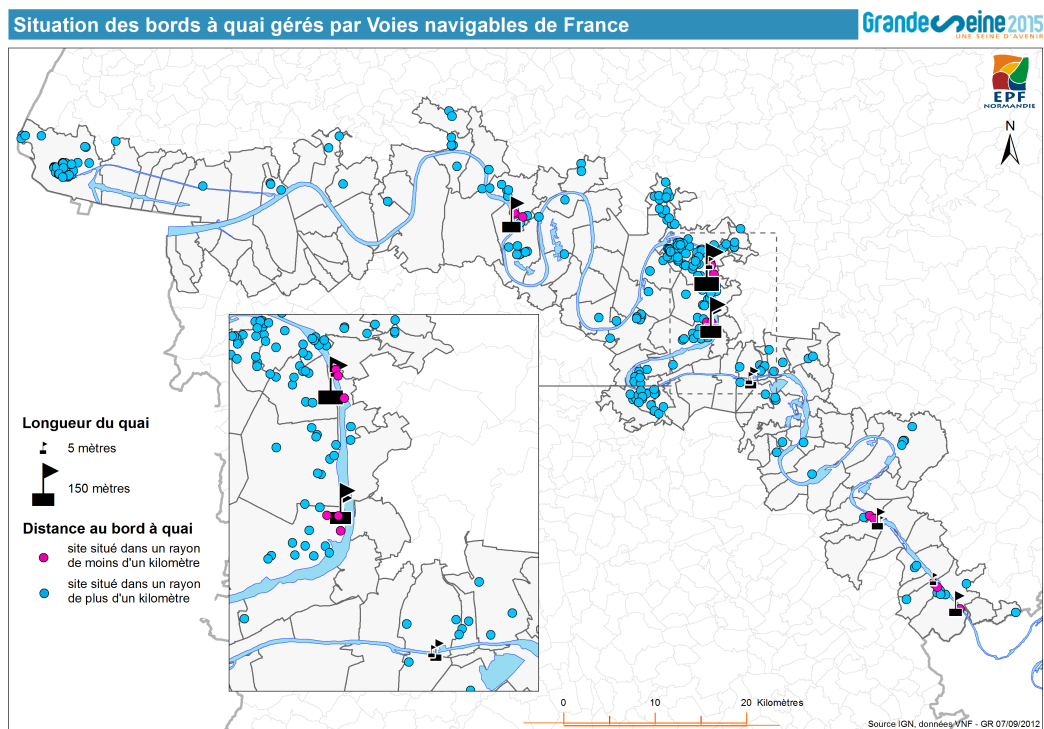 Situation des bords à quai gérés par Voies navigables de France
Grande Seine 2015
UNE SEINE D'AVENIR
EPF
NORMANDIE
N
Longueur du quai
5 mètres
150 mètres
Distance au bord à quai
site situé dans un rayon
de moins d'un kilomètre
site situé dans un rayon
de plus d'un kilomètre
0 10 20 Kilomètres
Source IGN, données VNF - GR 07/09/2012